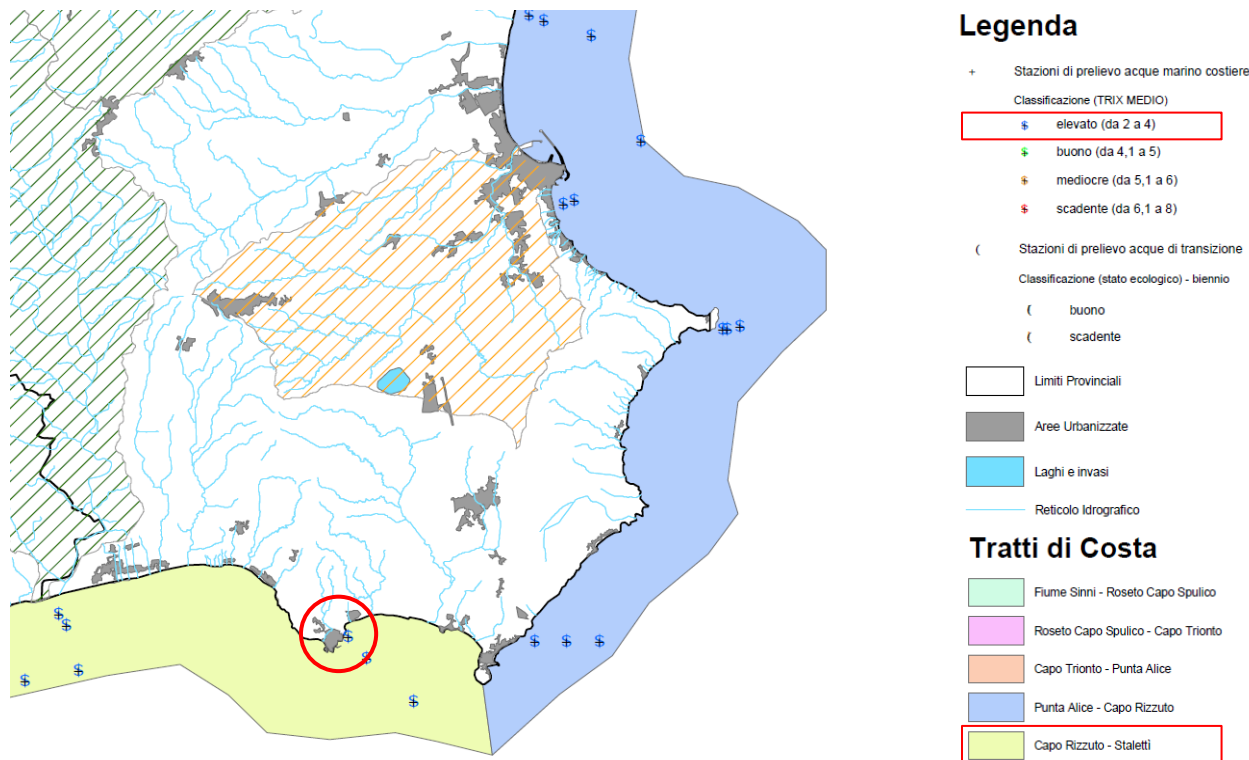 Legenda
Stazioni di prelievo acque marino costiere
Classificazione (TRIX MEDIO)
elevato (da 2 a 4)
buono (da 4,1 a 5)
mediocre (da 5,1 a 6)
scadente (da 6,1 a 8)
Stazioni di prelievo acque di transizione
Classificazione (stato ecologico) - biennio
buono
scadente
Limiti Provinciali
Aree Urbanizzate
Laghi e invasi
Reticolo Idrografico
Tratti di Costa
Fiume Sinni - Roseto Capo Spulico
Roseto Capo Spulico - Capo Trionto
Capo Trionto - Punta Alice
Punta Alice - Capo Rizzuto
Capo Rizzuto - Stalettì